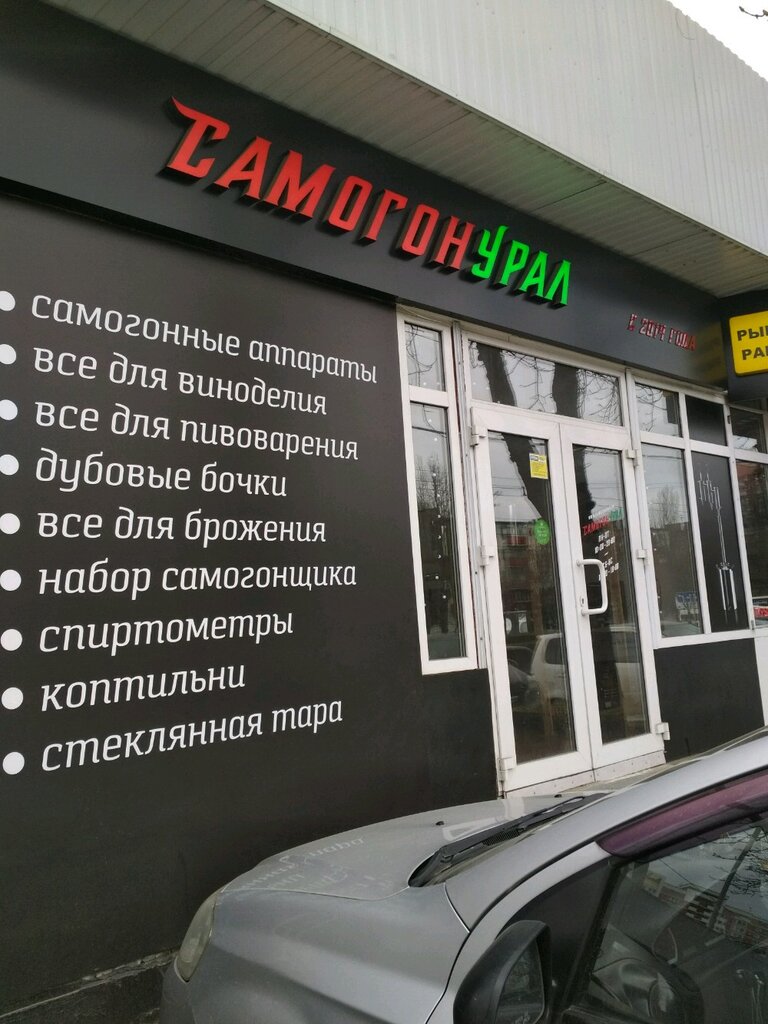 САМОГОНУРАЛ
• самогонные аппараты
• все для виноделия
• все для пивоварения
• дубовые бочки
• все для брожения
• набор самогонщика
• спиртометры
• коптильни
• стеклянная тара